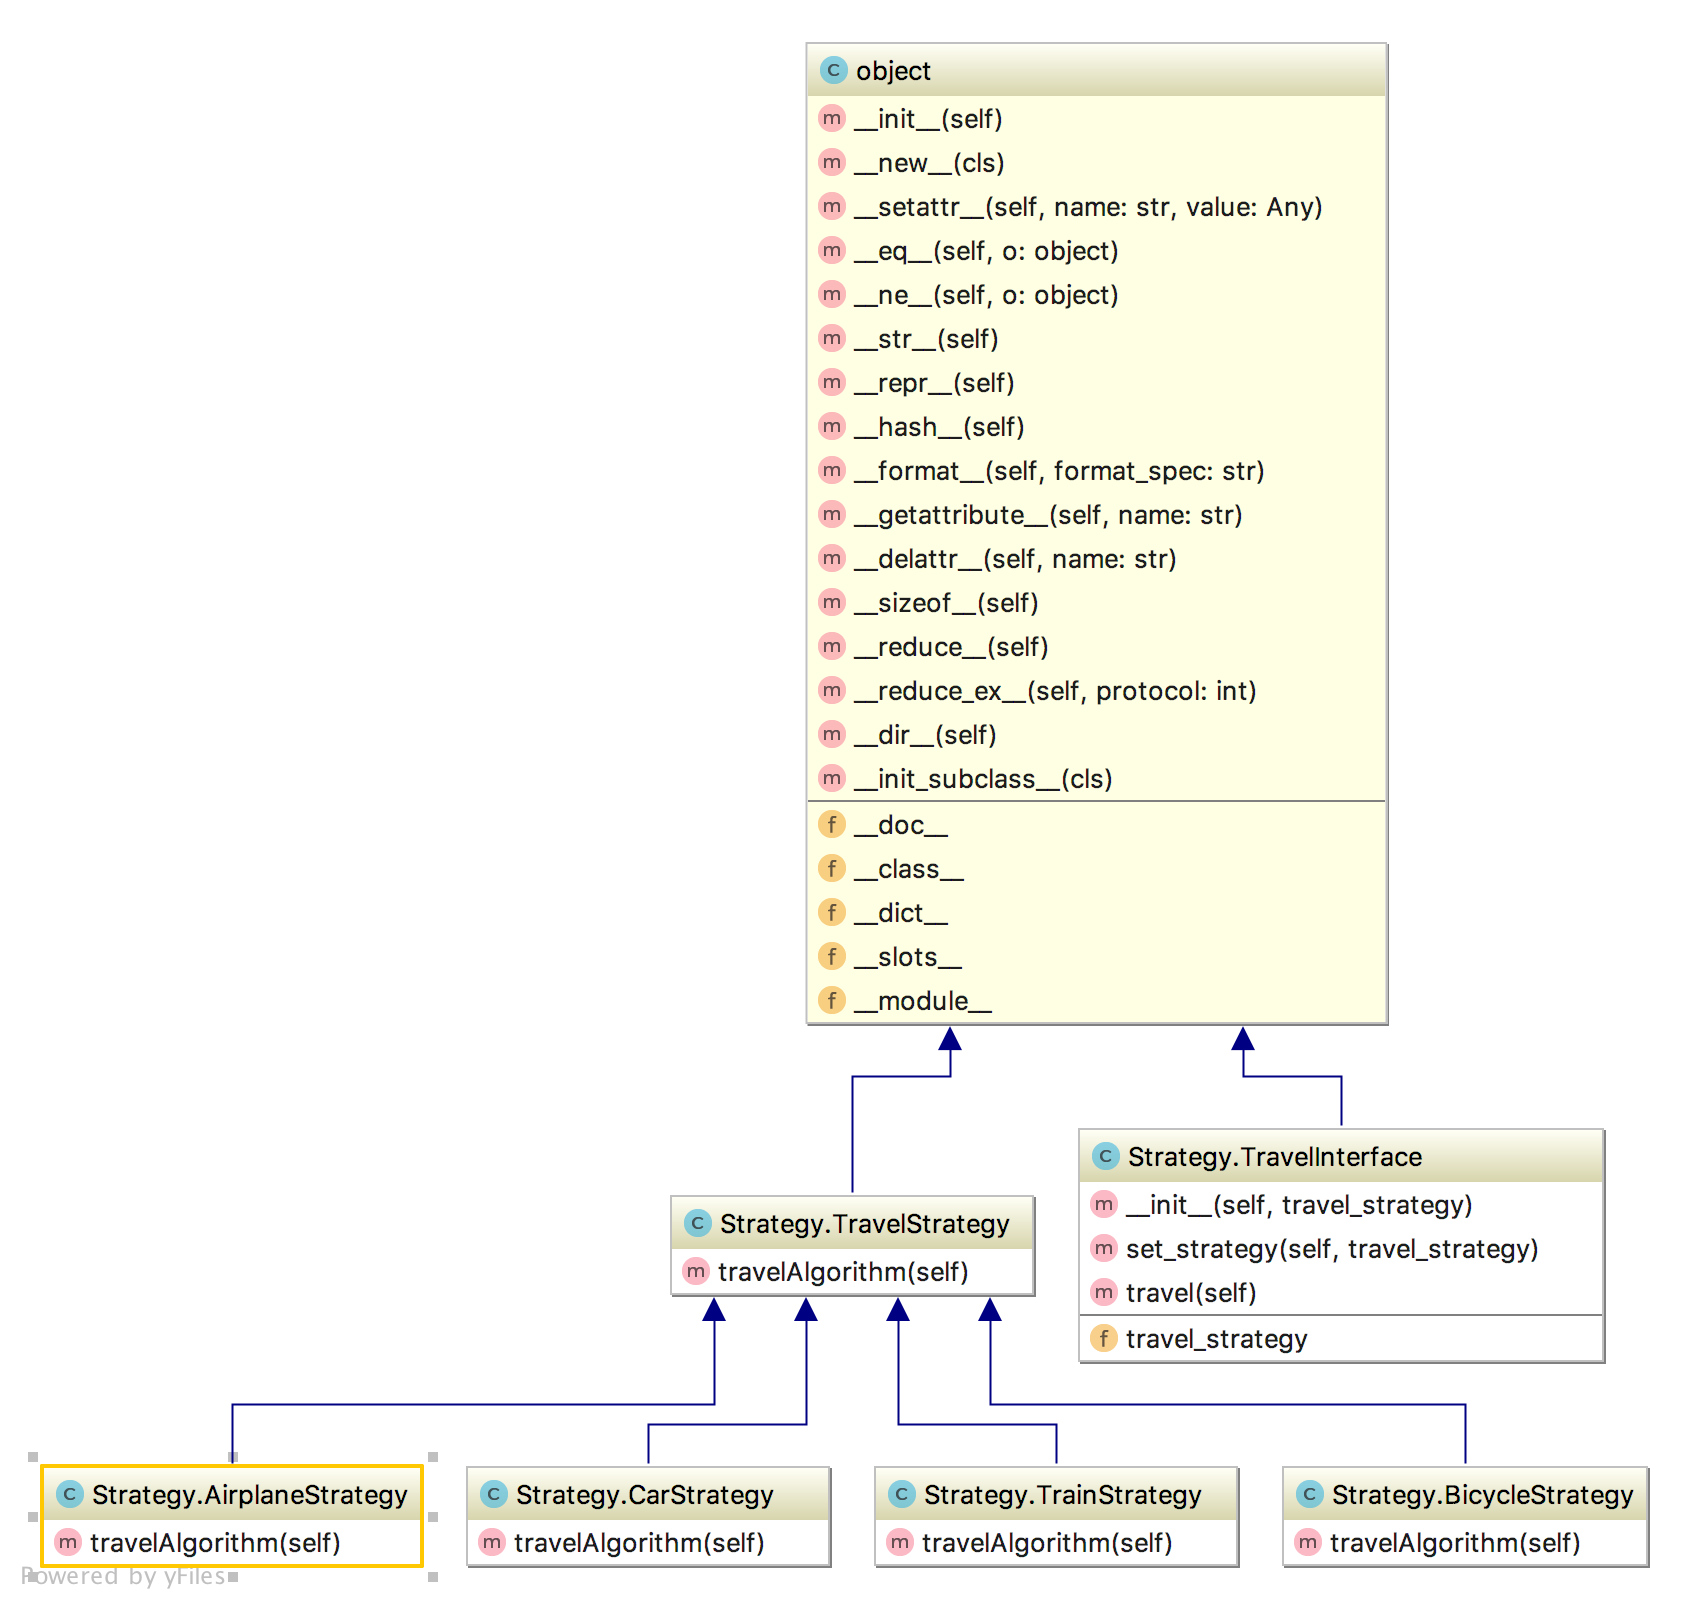 C object
m __init__(self)
m __new__(cls)
m __setattr__(self, name: str, value: Any)
m __eq__(self, o: object)
m __ne__(self, o: object)
m __str__(self)
m __repr__(self)
m __hash__(self)
m __format__(self, format_spec: str)
m __getattribute__(self, name: str)
m __delattr__(self, name: str)
m __sizeof__(self)
m __reduce__(self)
m __reduce_ex__(self, protocol: int)
m __dir__(self)
m __init_subclass__(cls)
f __doc__
f __class__
f __dict__
f __slots__
f __module__
C Strategy.TravelInterface
m __init__(self, travel_strategy)
m set_strategy(self, travel_strategy)
m travel(self)
f travel_strategy
C Strategy.TravelStrategy
m travelAlgorithm(self)
C Strategy.AirplaneStrategy
m travelAlgorithm(self)
C Strategy.CarStrategy
m travelAlgorithm(self)
C Strategy.TrainStrategy
m travelAlgorithm(self)
C Strategy.BicycleStrategy
m travelAlgorithm(self)
Powered by yFiles